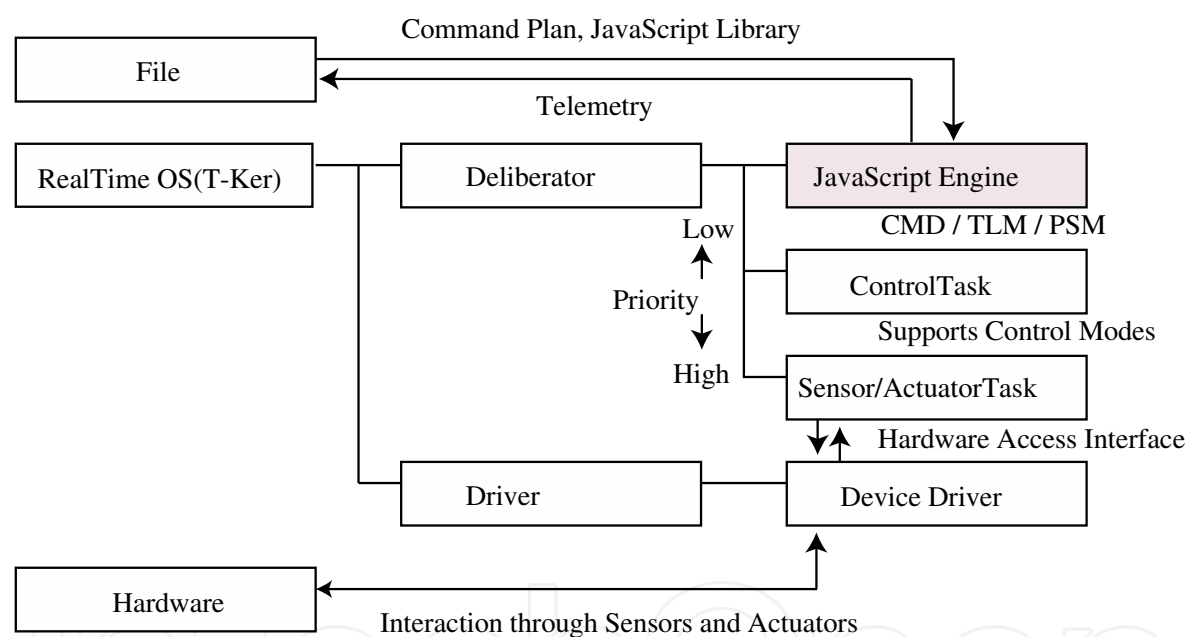 Command Plan, JavaScript Library
File
Telemetry
RealTime OS(T-Ker)
Deliberator
JavaScript Engine
Low
CMD / TLM / PSM
Priority
ControlTask
Supports Control Modes
High
Sensor/ActuatorTask
Hardware Access Interface
Driver
Device Driver
Hardware
Interaction through Sensors and Actuators